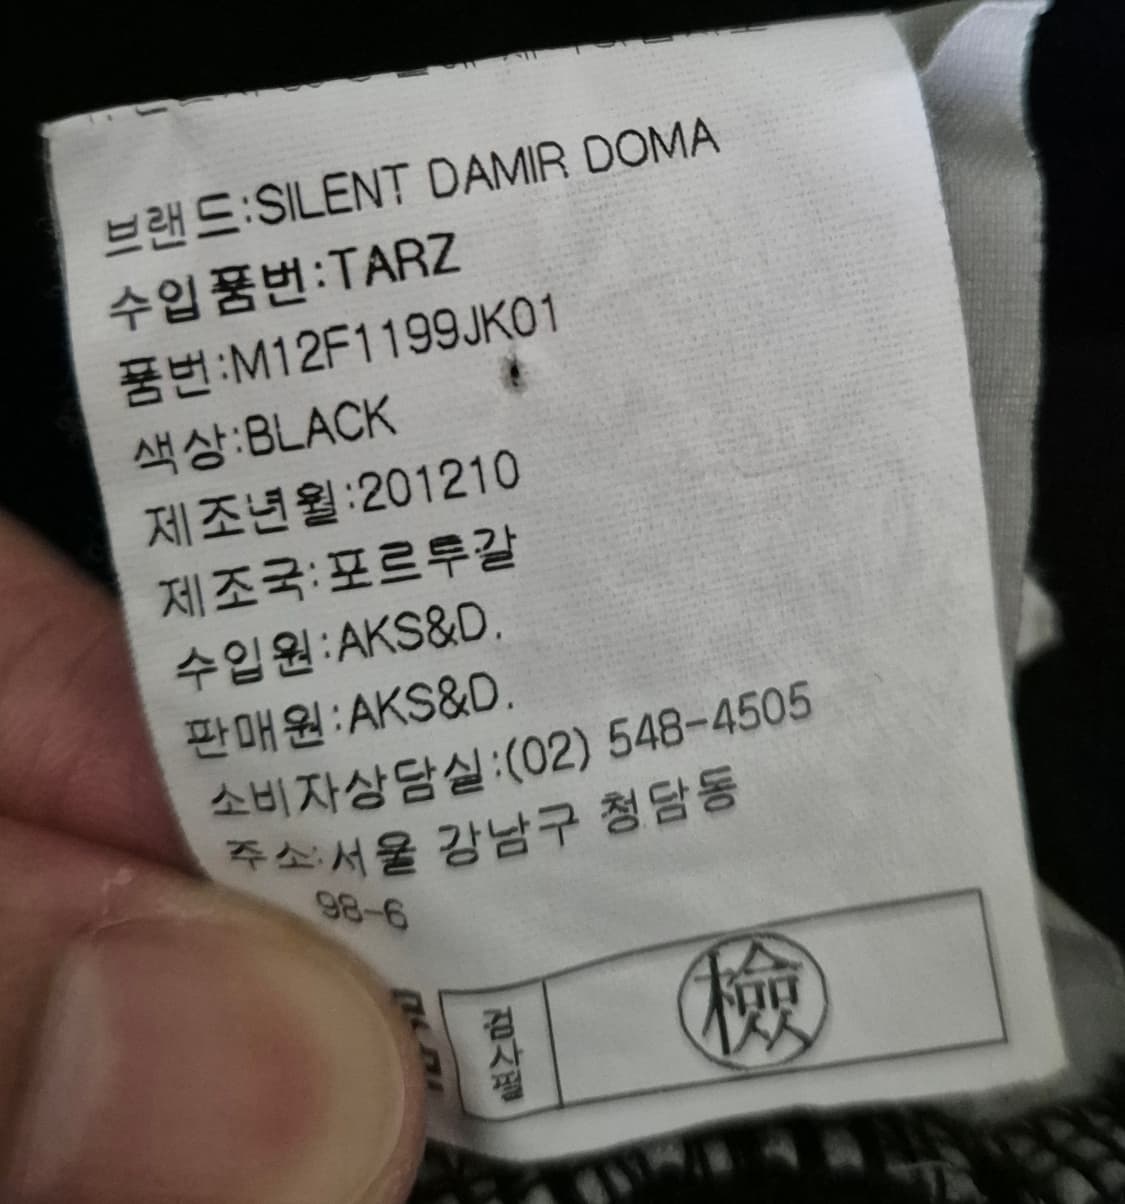 브랜드:SILENT DAMIR DOMA
수입품번:TARZ
품번:M12F1199JK01
색상:BLACK
제조년월:201210
제조국:포르투갈
수입원:AKS&D.
판매원:AKS&D.
소비자상담실:(02) 548-4505
주소:서울 강남구 청담동
98-6
검사필
檢